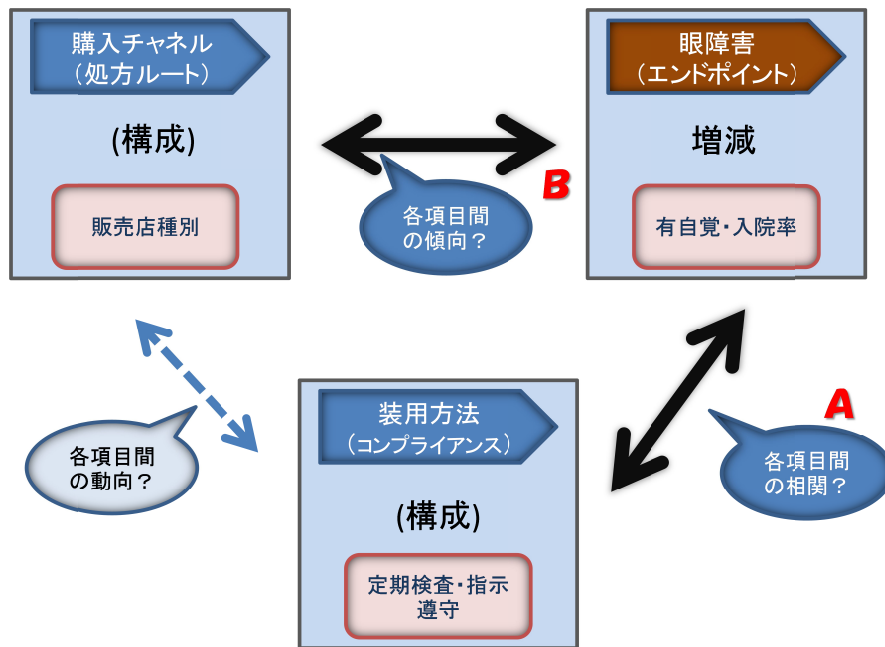 購入チャネル
（処方ルート）
(構成)
販売店種別
眼障害
（エンドポイント）
増減
有自覚・入院率
各項目間
の傾向？
B
装用方法
（コンプライアンス）
(構成)
定期検査・指示
遵守
各項目間
の動向？
A
各項目間
の相関？